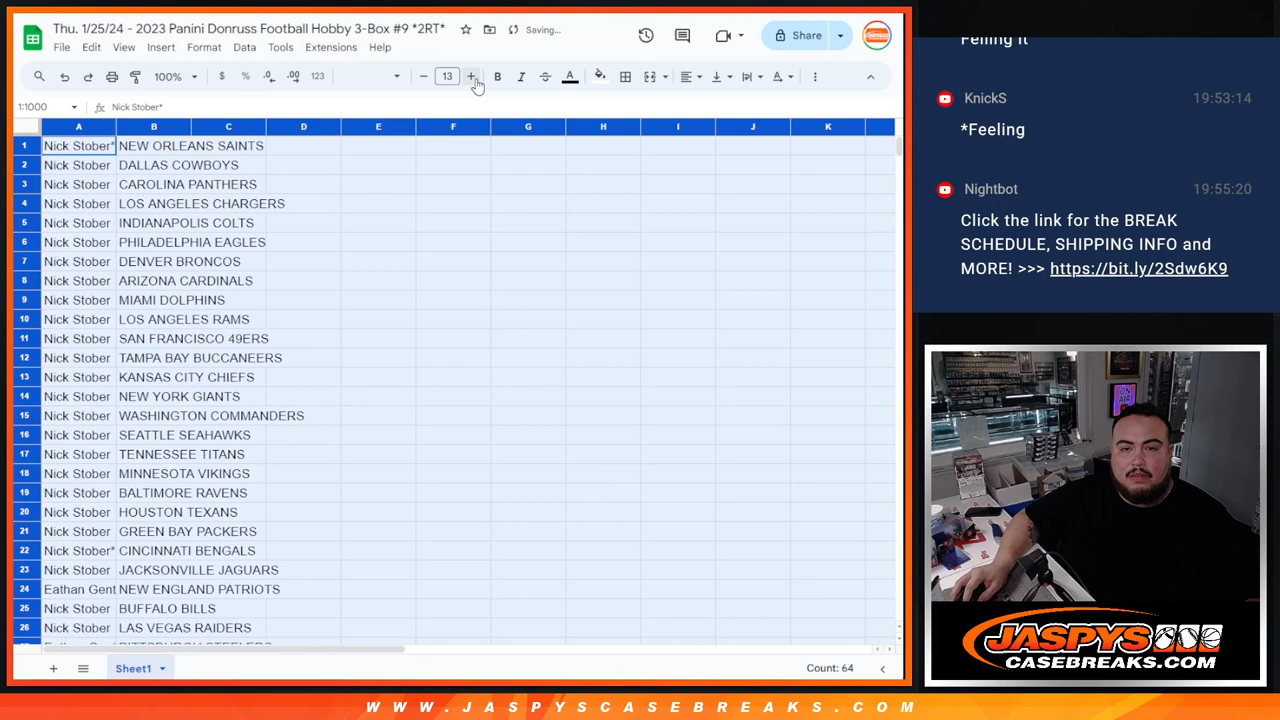 Thu. 1/25/24 - 2023 Panini Donruss Football Hobby 3-Box #9 *2RT*
Saving...
File Edit View Insert Format Data Tools Extensions Help
Share
100% $ % .0 .00 123 13 B I A
1:1000 fx Nick Stober*
A B C D E F G H I J K
1 Nick Stober* NEW ORLEANS SAINTS
2 Nick Stober DALLAS COWBOYS
3 Nick Stober CAROLINA PANTHERS
4 Nick Stober LOS ANGELES CHARGERS
5 Nick Stober INDIANAPOLIS COLTS
6 Nick Stober PHILADELPHIA EAGLES
7 Nick Stober DENVER BRONCOS
8 Nick Stober ARIZONA CARDINALS
9 Nick Stober MIAMI DOLPHINS
10 Nick Stober LOS ANGELES RAMS
11 Nick Stober SAN FRANCISCO 49ERS
12 Nick Stober TAMPA BAY BUCCANEERS
13 Nick Stober KANSAS CITY CHIEFS
14 Nick Stober NEW YORK GIANTS
15 Nick Stober WASHINGTON COMMANDERS
16 Nick Stober SEATTLE SEAHAWKS
17 Nick Stober TENNESSEE TITANS
18 Nick Stober MINNESOTA VIKINGS
19 Nick Stober BALTIMORE RAVENS
20 Nick Stober HOUSTON TEXANS
21 Nick Stober GREEN BAY PACKERS
22 Nick Stober* CINCINNATI BENGALS
23 Nick Stober JACKSONVILLE JAGUARS
24 Eathan Gent NEW ENGLAND PATRIOTS
25 Nick Stober BUFFALO BILLS
26 Nick Stober LAS VEGAS RAIDERS
Sheet1
Count: 64
Feeling it
KnickS 19:53:14
*Feeling
Nightbot 19:55:20
Click the link for the BREAK
SCHEDULE, SHIPPING INFO and
MORE! >>> https://bit.ly/2Sdw6K9
ON AIR
JASPYS
CASEBREAKS.COM
WWW.JASPYSCASEBREAKS.COM